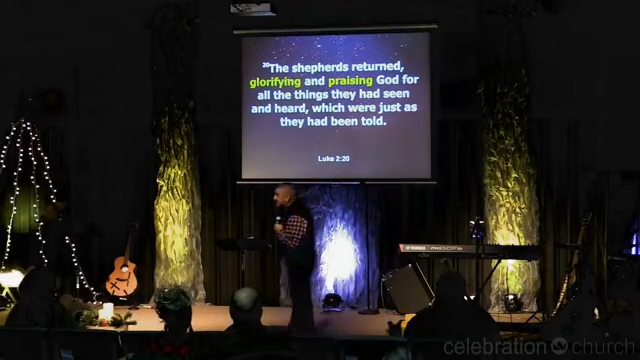 20The shepherds returned,
glorifying and praising God for
all the things they had seen
and heard, which were just as
they had been told.
Luke 2:20
YAMAHA
celebration church